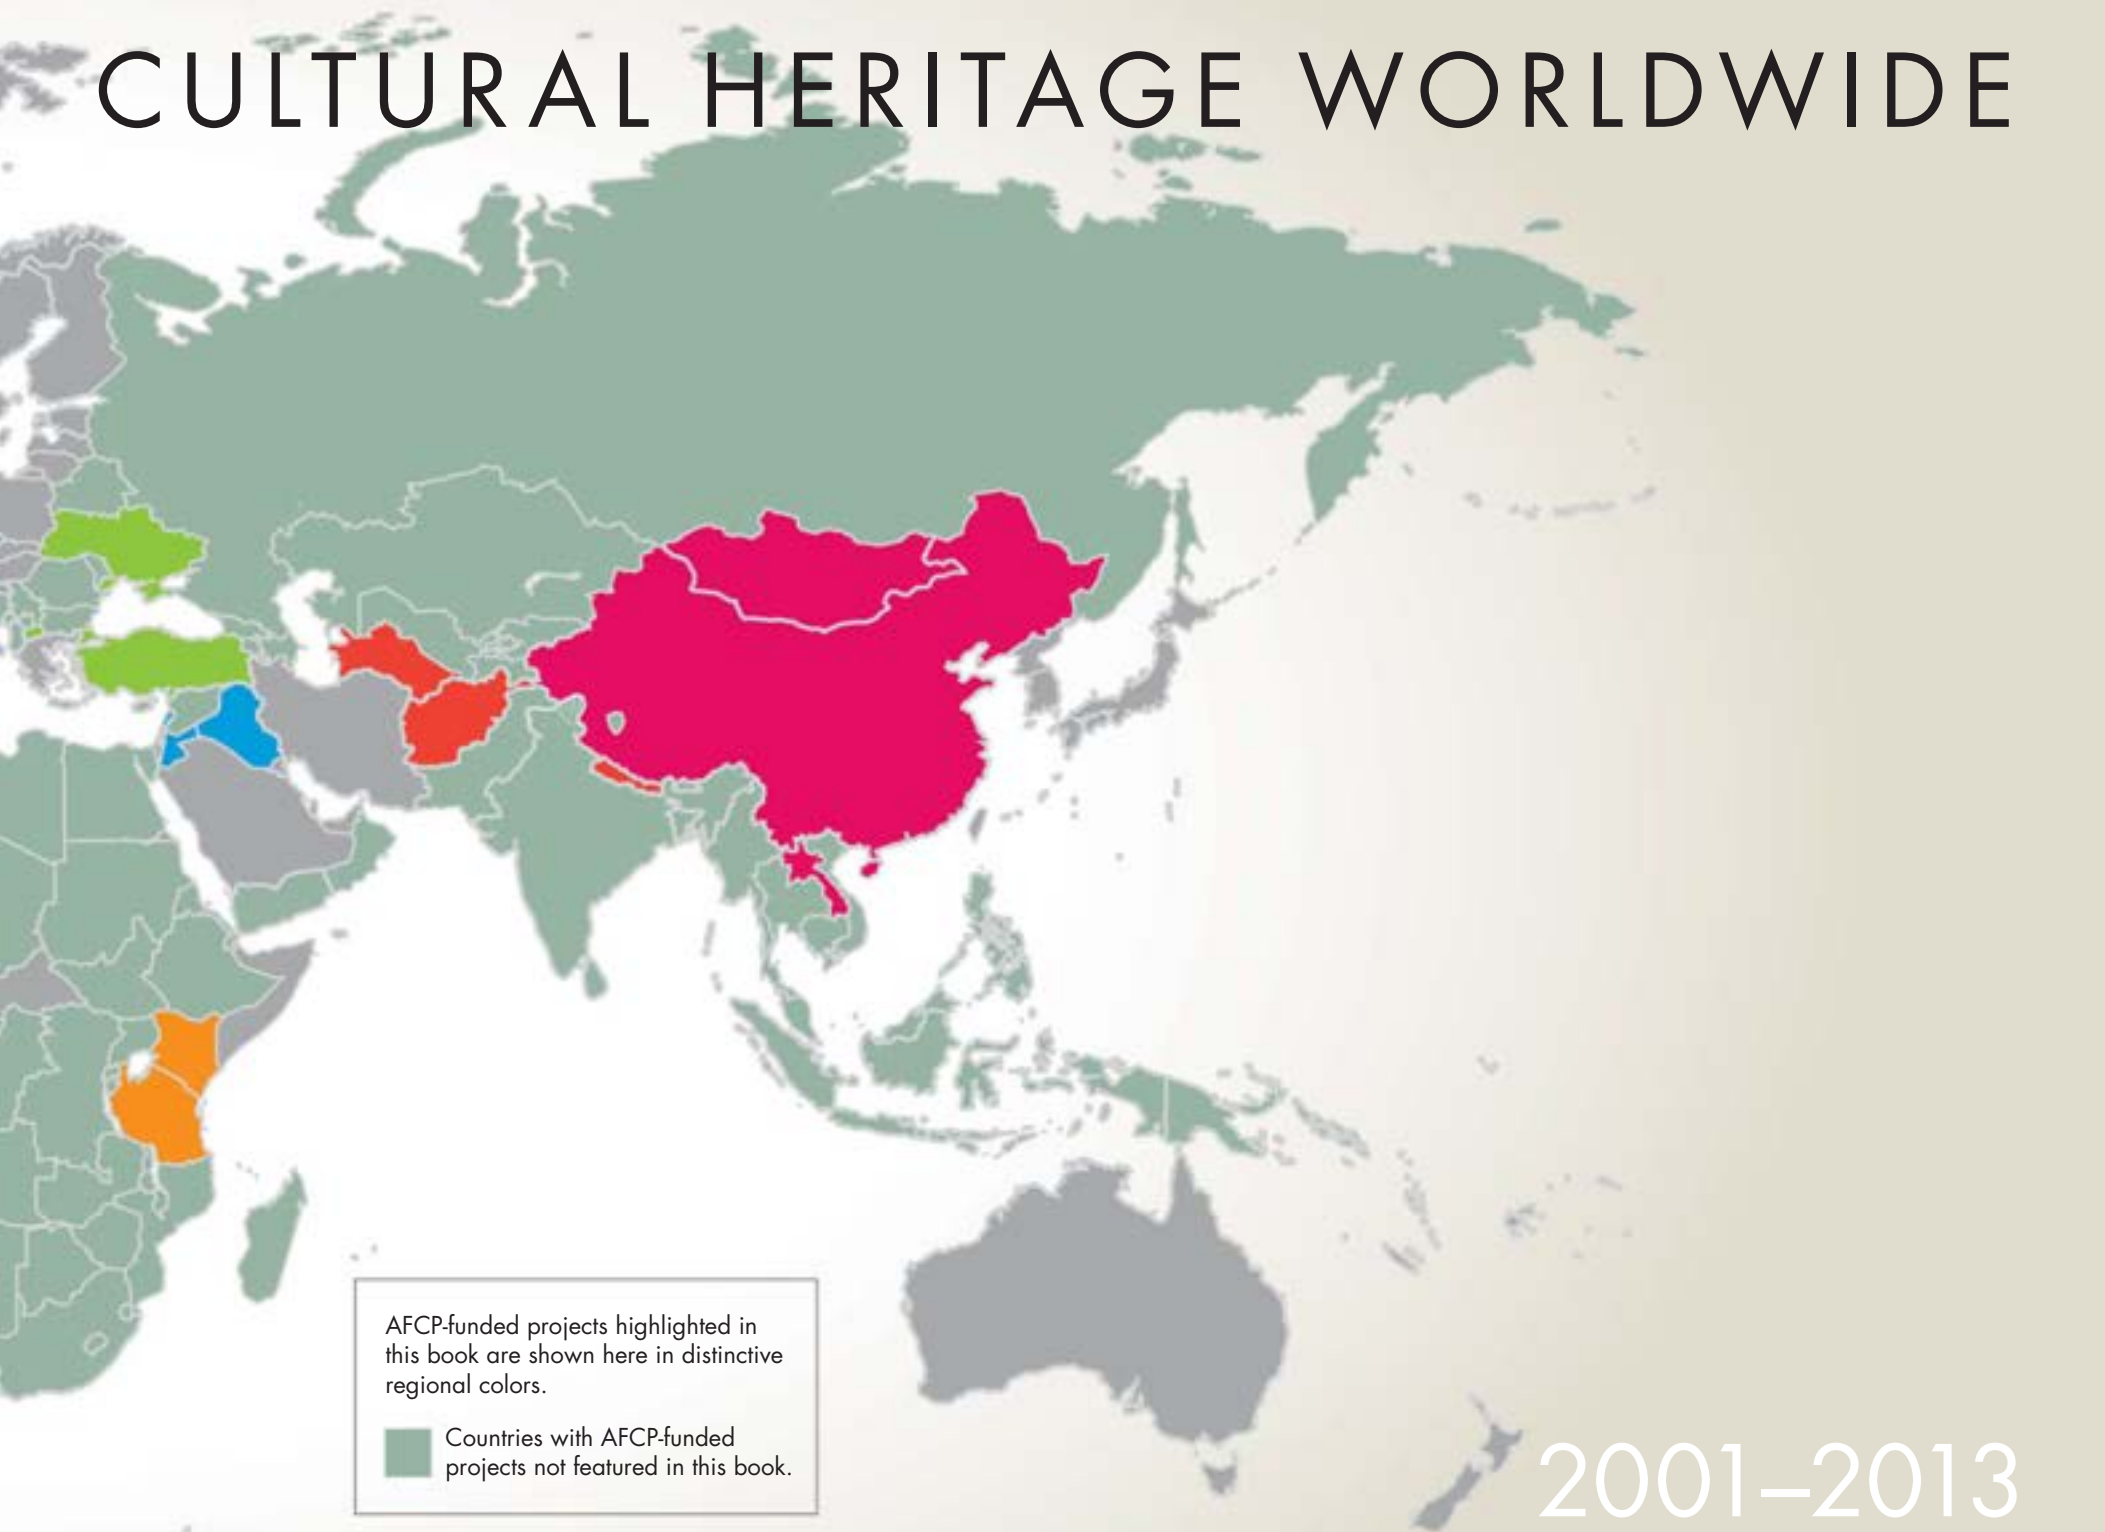 CULTURAL HERITAGE WORLDWIDE
AFCP-funded projects highlighted in
this book are shown here in distinctive
regional colors.
Countries with AFCP-funded
projects not featured in this book.
2001–2013